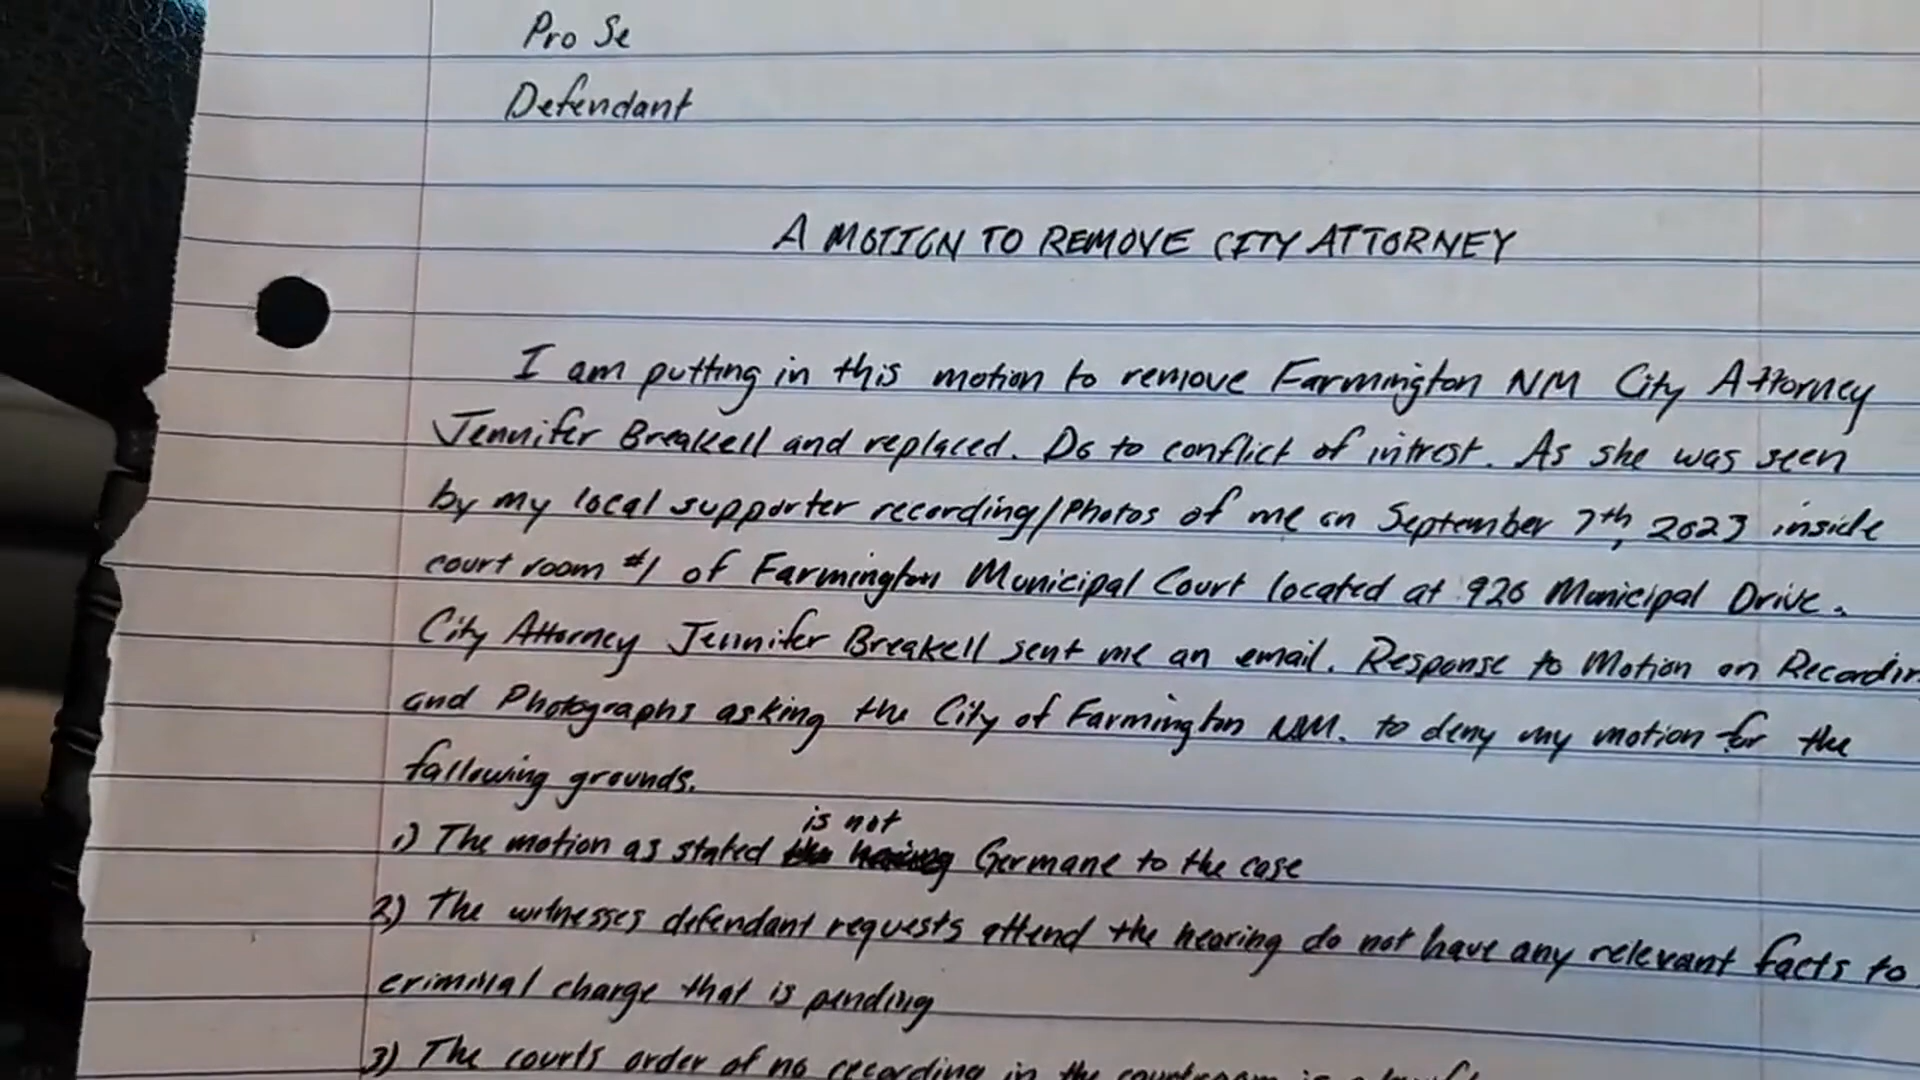 Pro Se
Defendant
A MOTION TO REMOVE CITY ATTORNEY
I am putting in this motion to remove Farmington NM City Attorney
Jennifer Breakell and replaced. Do to conflict of intrest. As she was seen
by my local supporter recording/Photos of me on September 7th, 2023 inside
court room #1 of Farmington Municipal Court located at 926 Municipal Drive.
City Attorney Jennifer Breakell sent me an email. Response to Motion on Recordin
and Photographs asking the City of Farmington NM. to deny my motion for the
following grounds.
is not
1) The motion as stated Germane to the case
2) The witnesses defendant requests attend the hearing do not have any relevant facts to
criminal charge that is pending
3) The courts order of no recording in the courtroom is